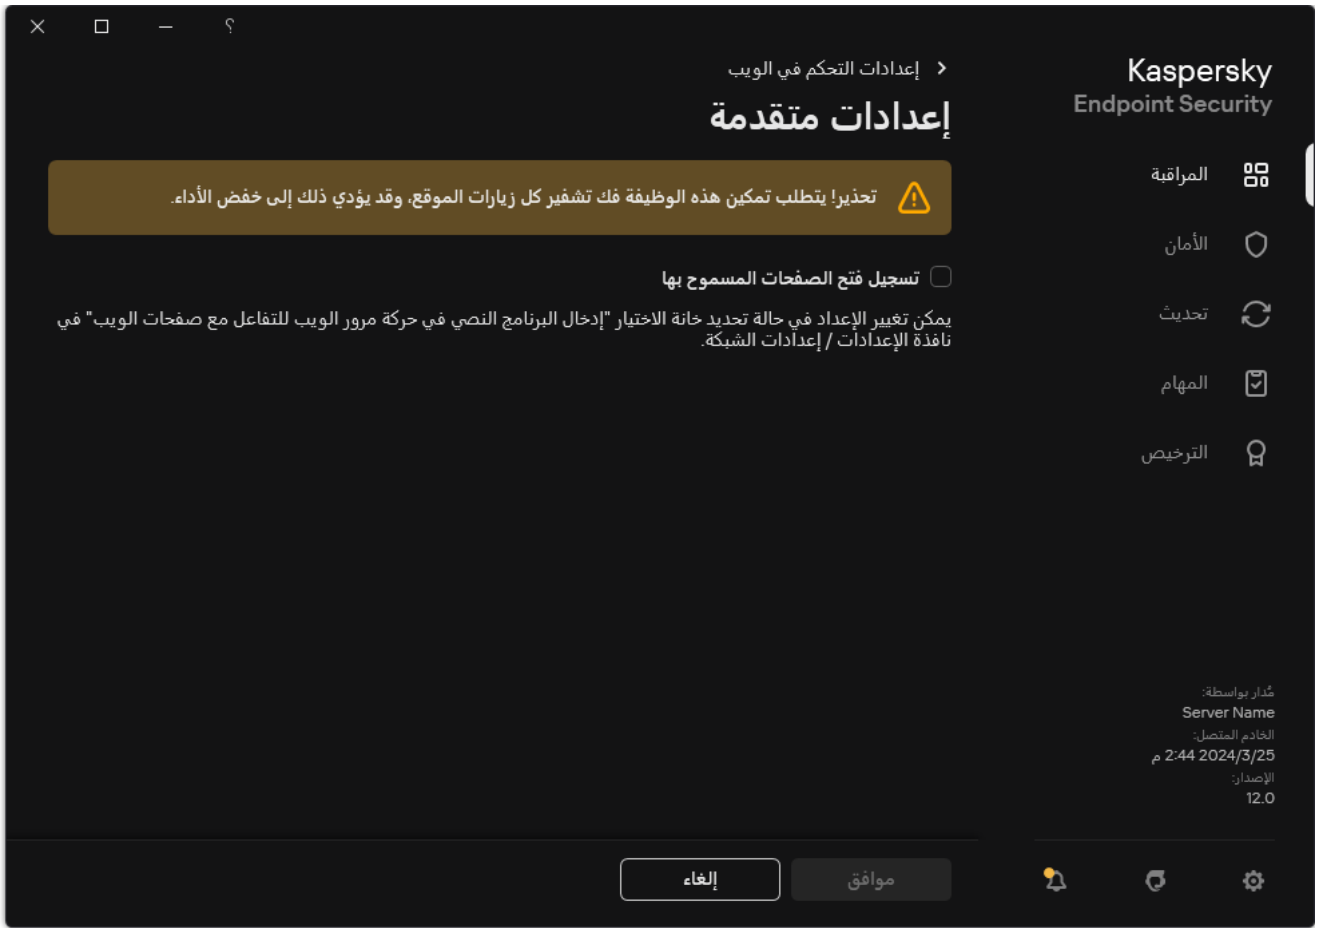 إعدادات التحكم في الويب
إعدادات متقدمة
تحذير! يتطلب تمكين هذه الوظيفة فك تشفير كل زيارات الموقع، وقد يؤدي ذلك إلى خفض الأداء.
تسجيل فتح الصفحات المسموح بها
يمكن تغيير الإعداد في حالة تحديد خانة الاختيار "إدخال البرنامج النصي في حركة مرور الويب للتفاعل مع صفحات الويب" في
نافذة الإعدادات / إعدادات الشبكة.
موافق
إلغاء
Kaspersky
Endpoint Security
المراقبة
الأمان
تحديث
المهام
الترخيص
مُدار بواسطة:
Server Name
الخادم المتصل:
2024/3/25 2:44 م
الإصدار:
12.0